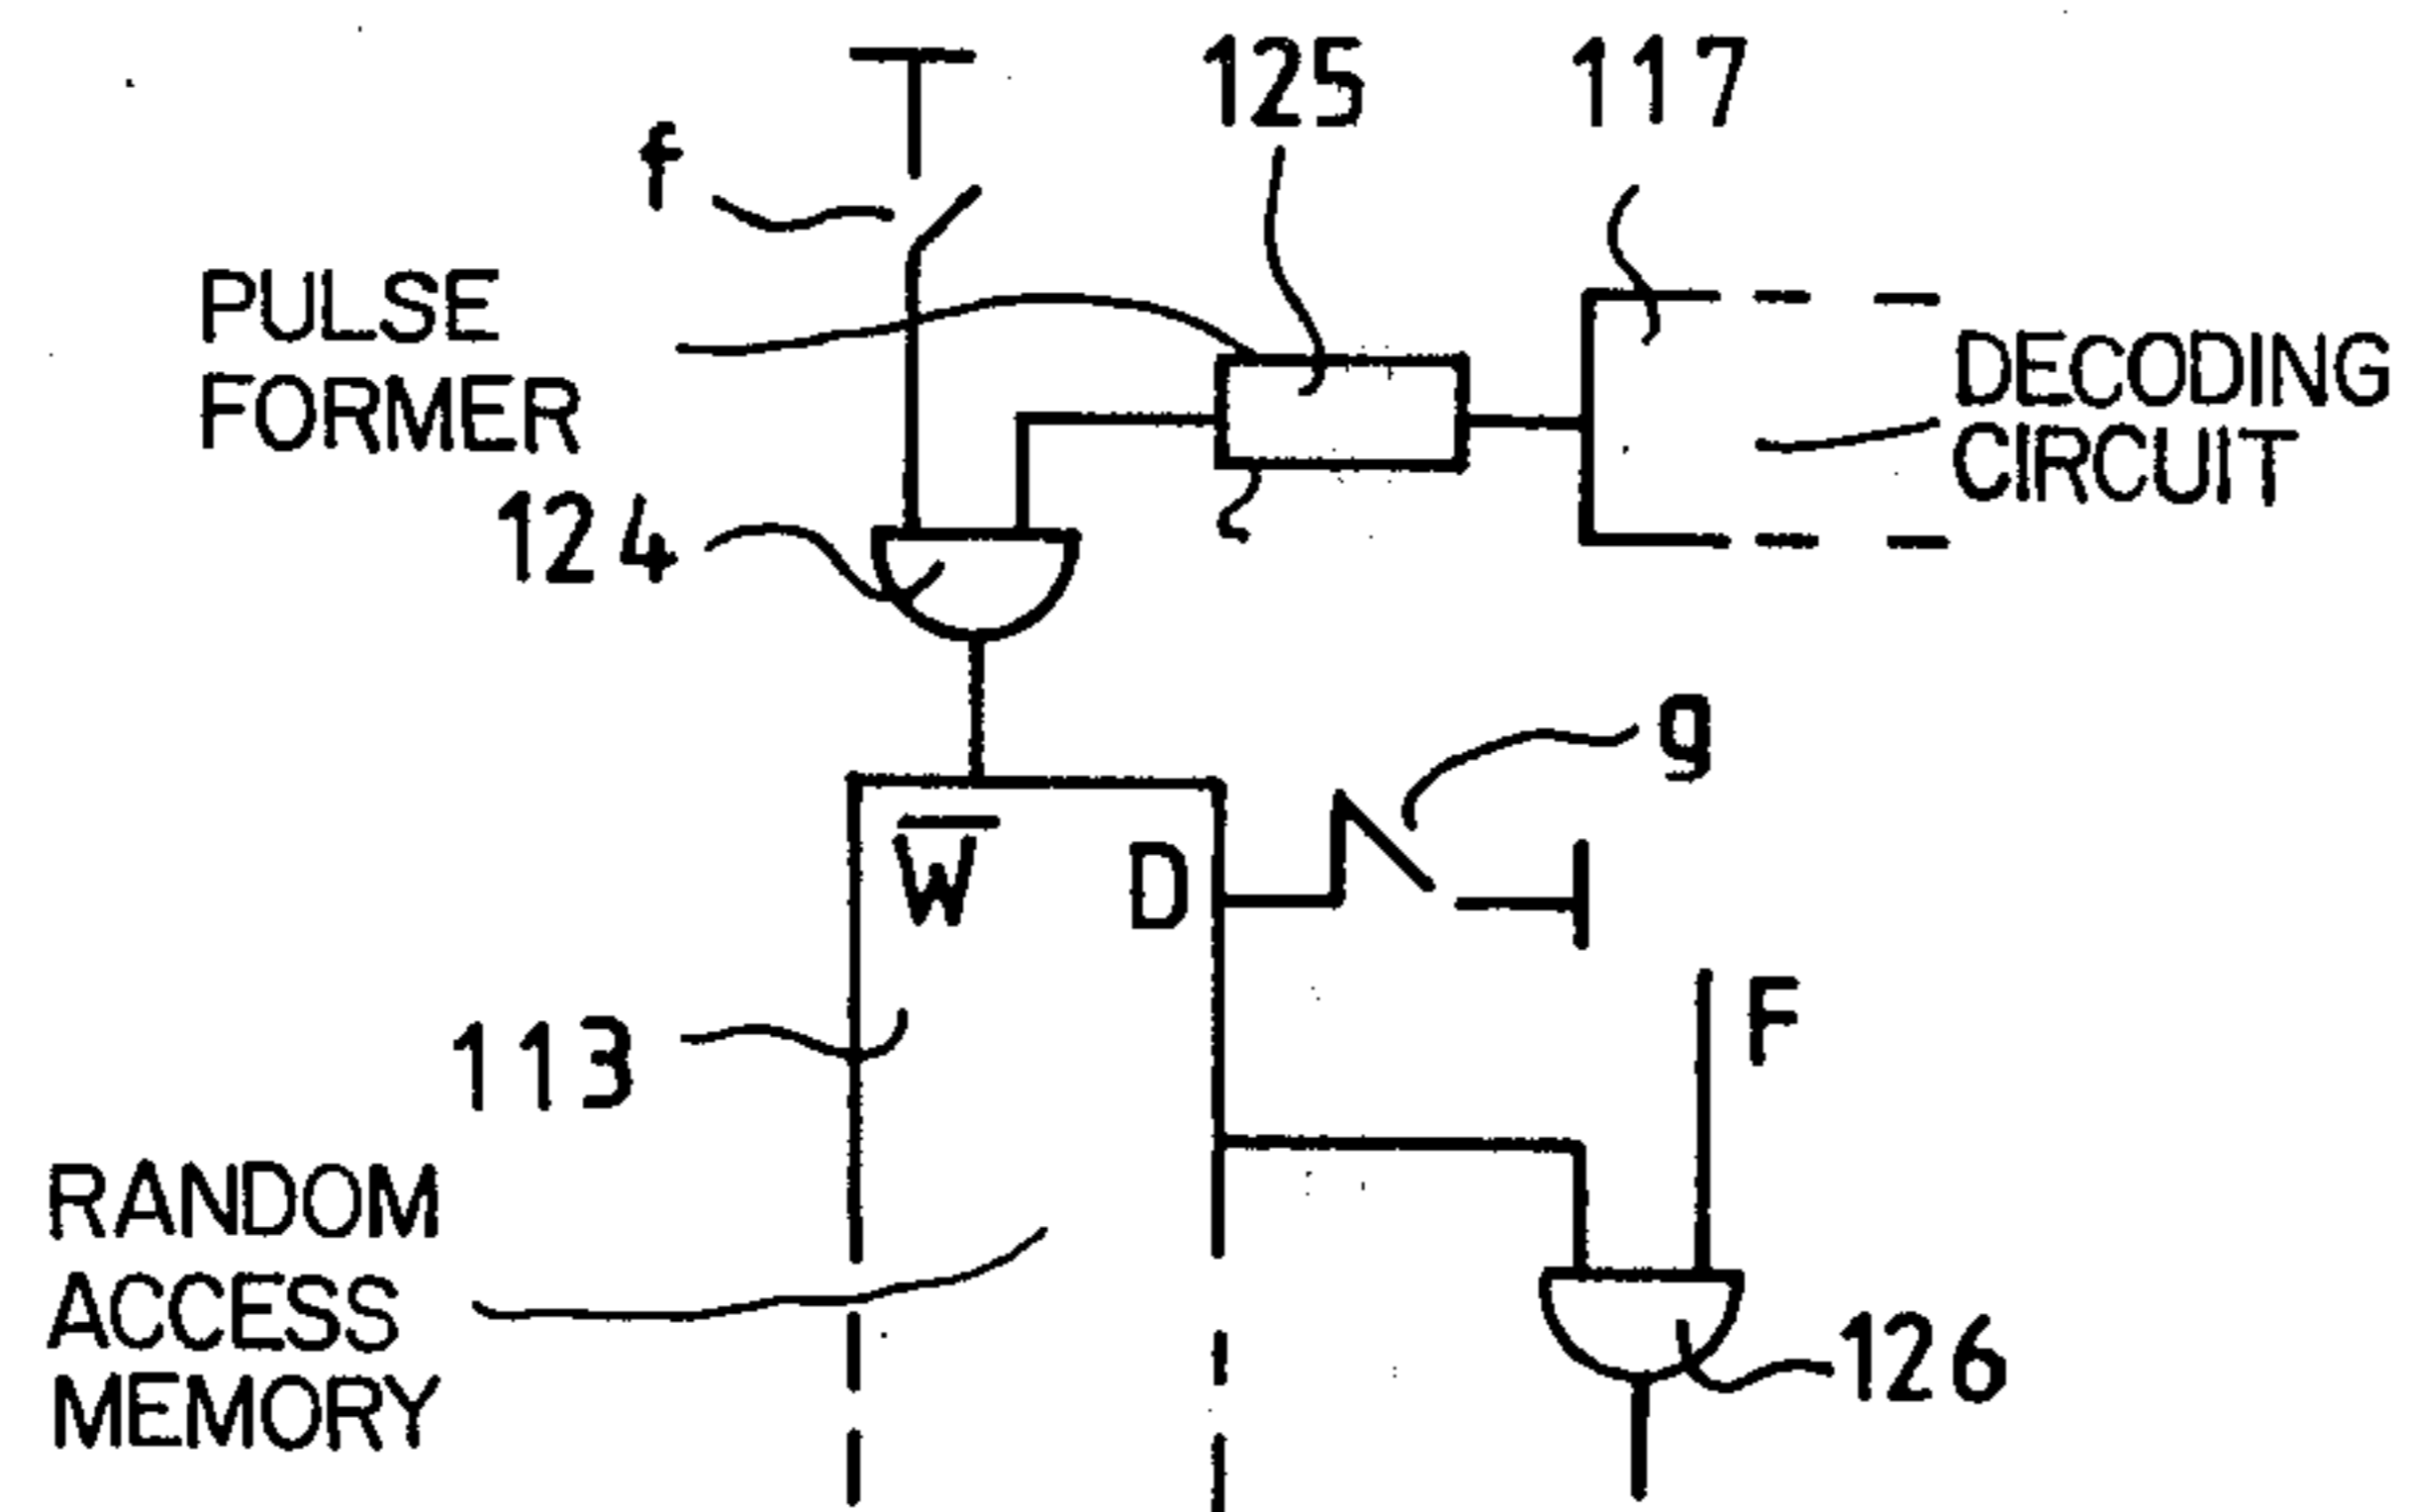 125
117
f
PULSE
FORMER
DECODING
CIRCUIT
124
g
W̅
D
F
113
RANDOM
ACCESS
MEMORY
126